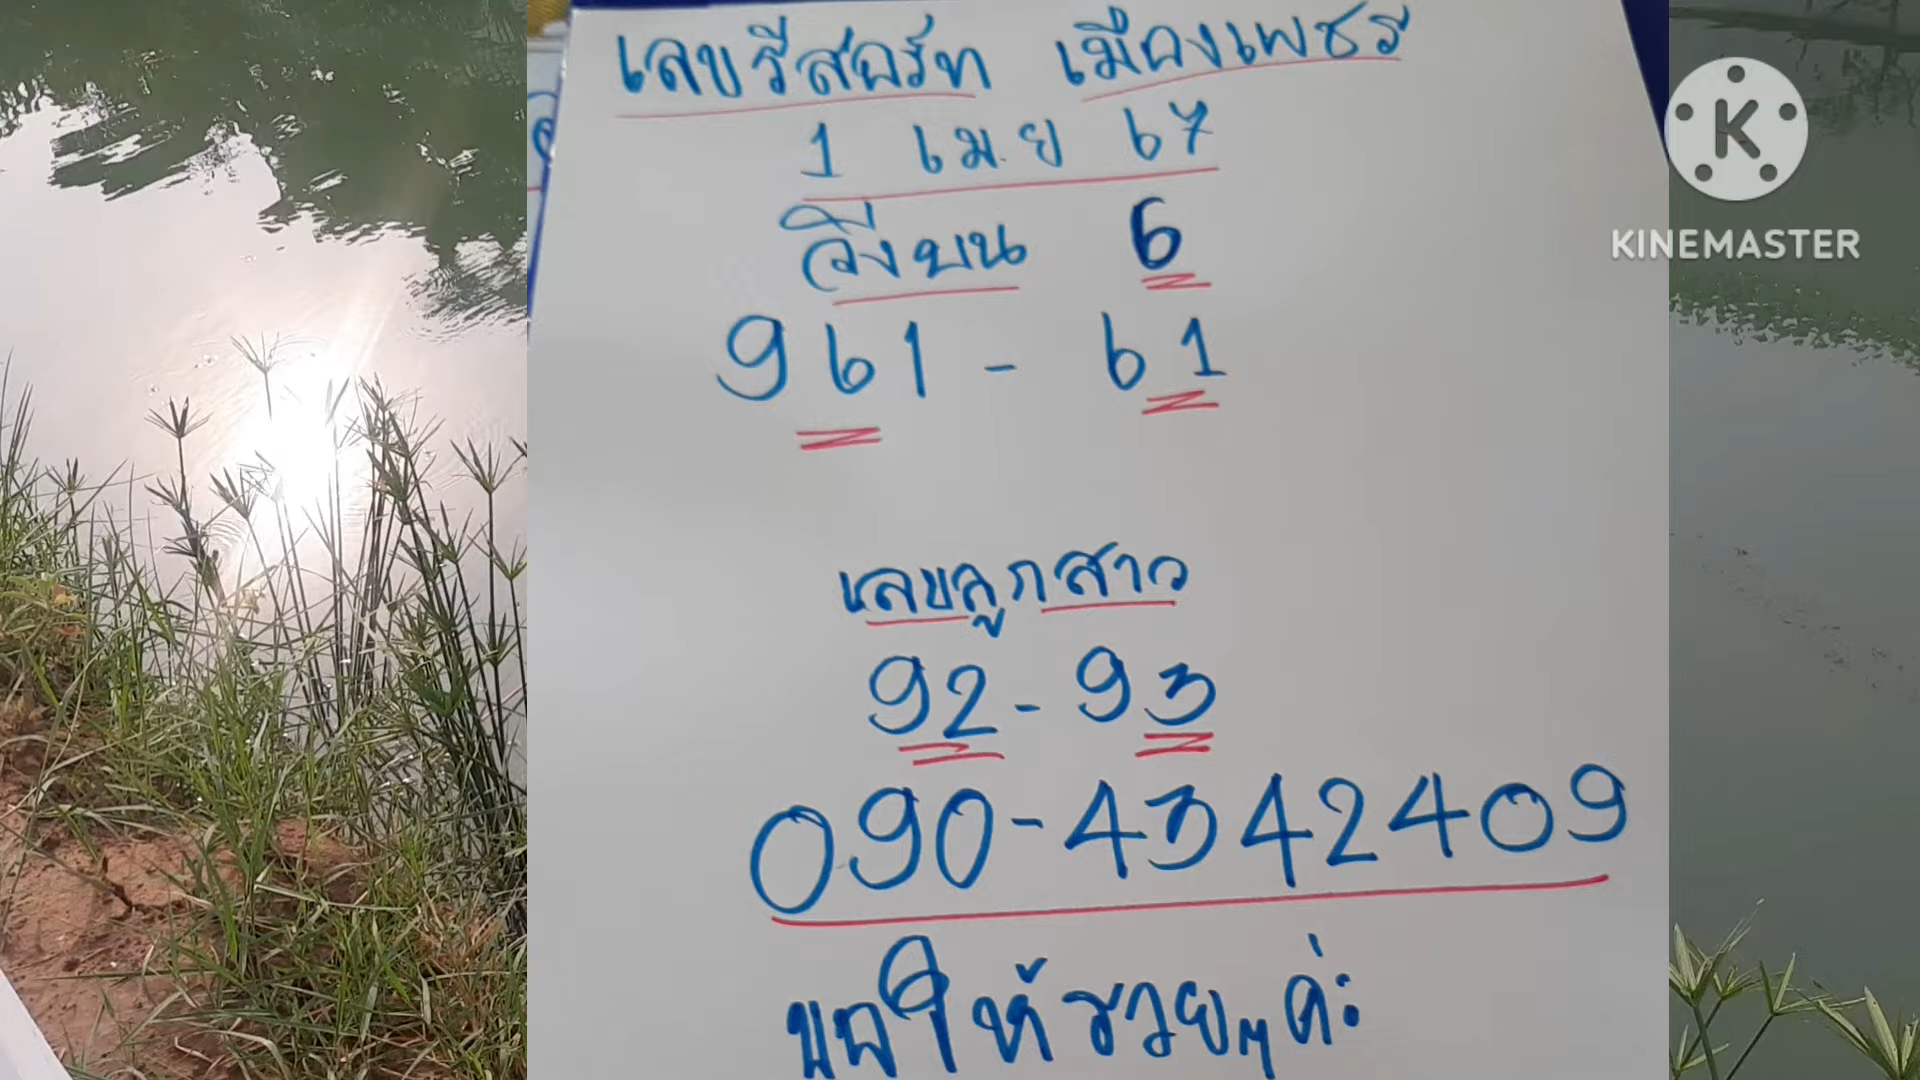 เลขรีสอร์ท เมืองเพชร
1 เม.ย 67
วิ่งบน 6
961 - 61
เลขลูกสาว
92 - 93
090-4342409
ขอให้รวยๆค่ะ
K
KINEMASTER